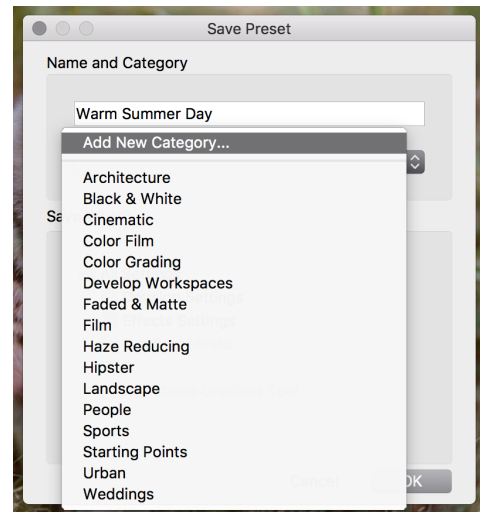 Save Preset
Name and Category
Warm Summer Day
Add New Category...
Architecture
Black & White
Cinematic
Color Film
Color Grading
Develop Workspaces
Faded & Matte
Film
Haze Reducing
Hipster
Landscape
People
Sports
Starting Points
Urban
Weddings
Cancel